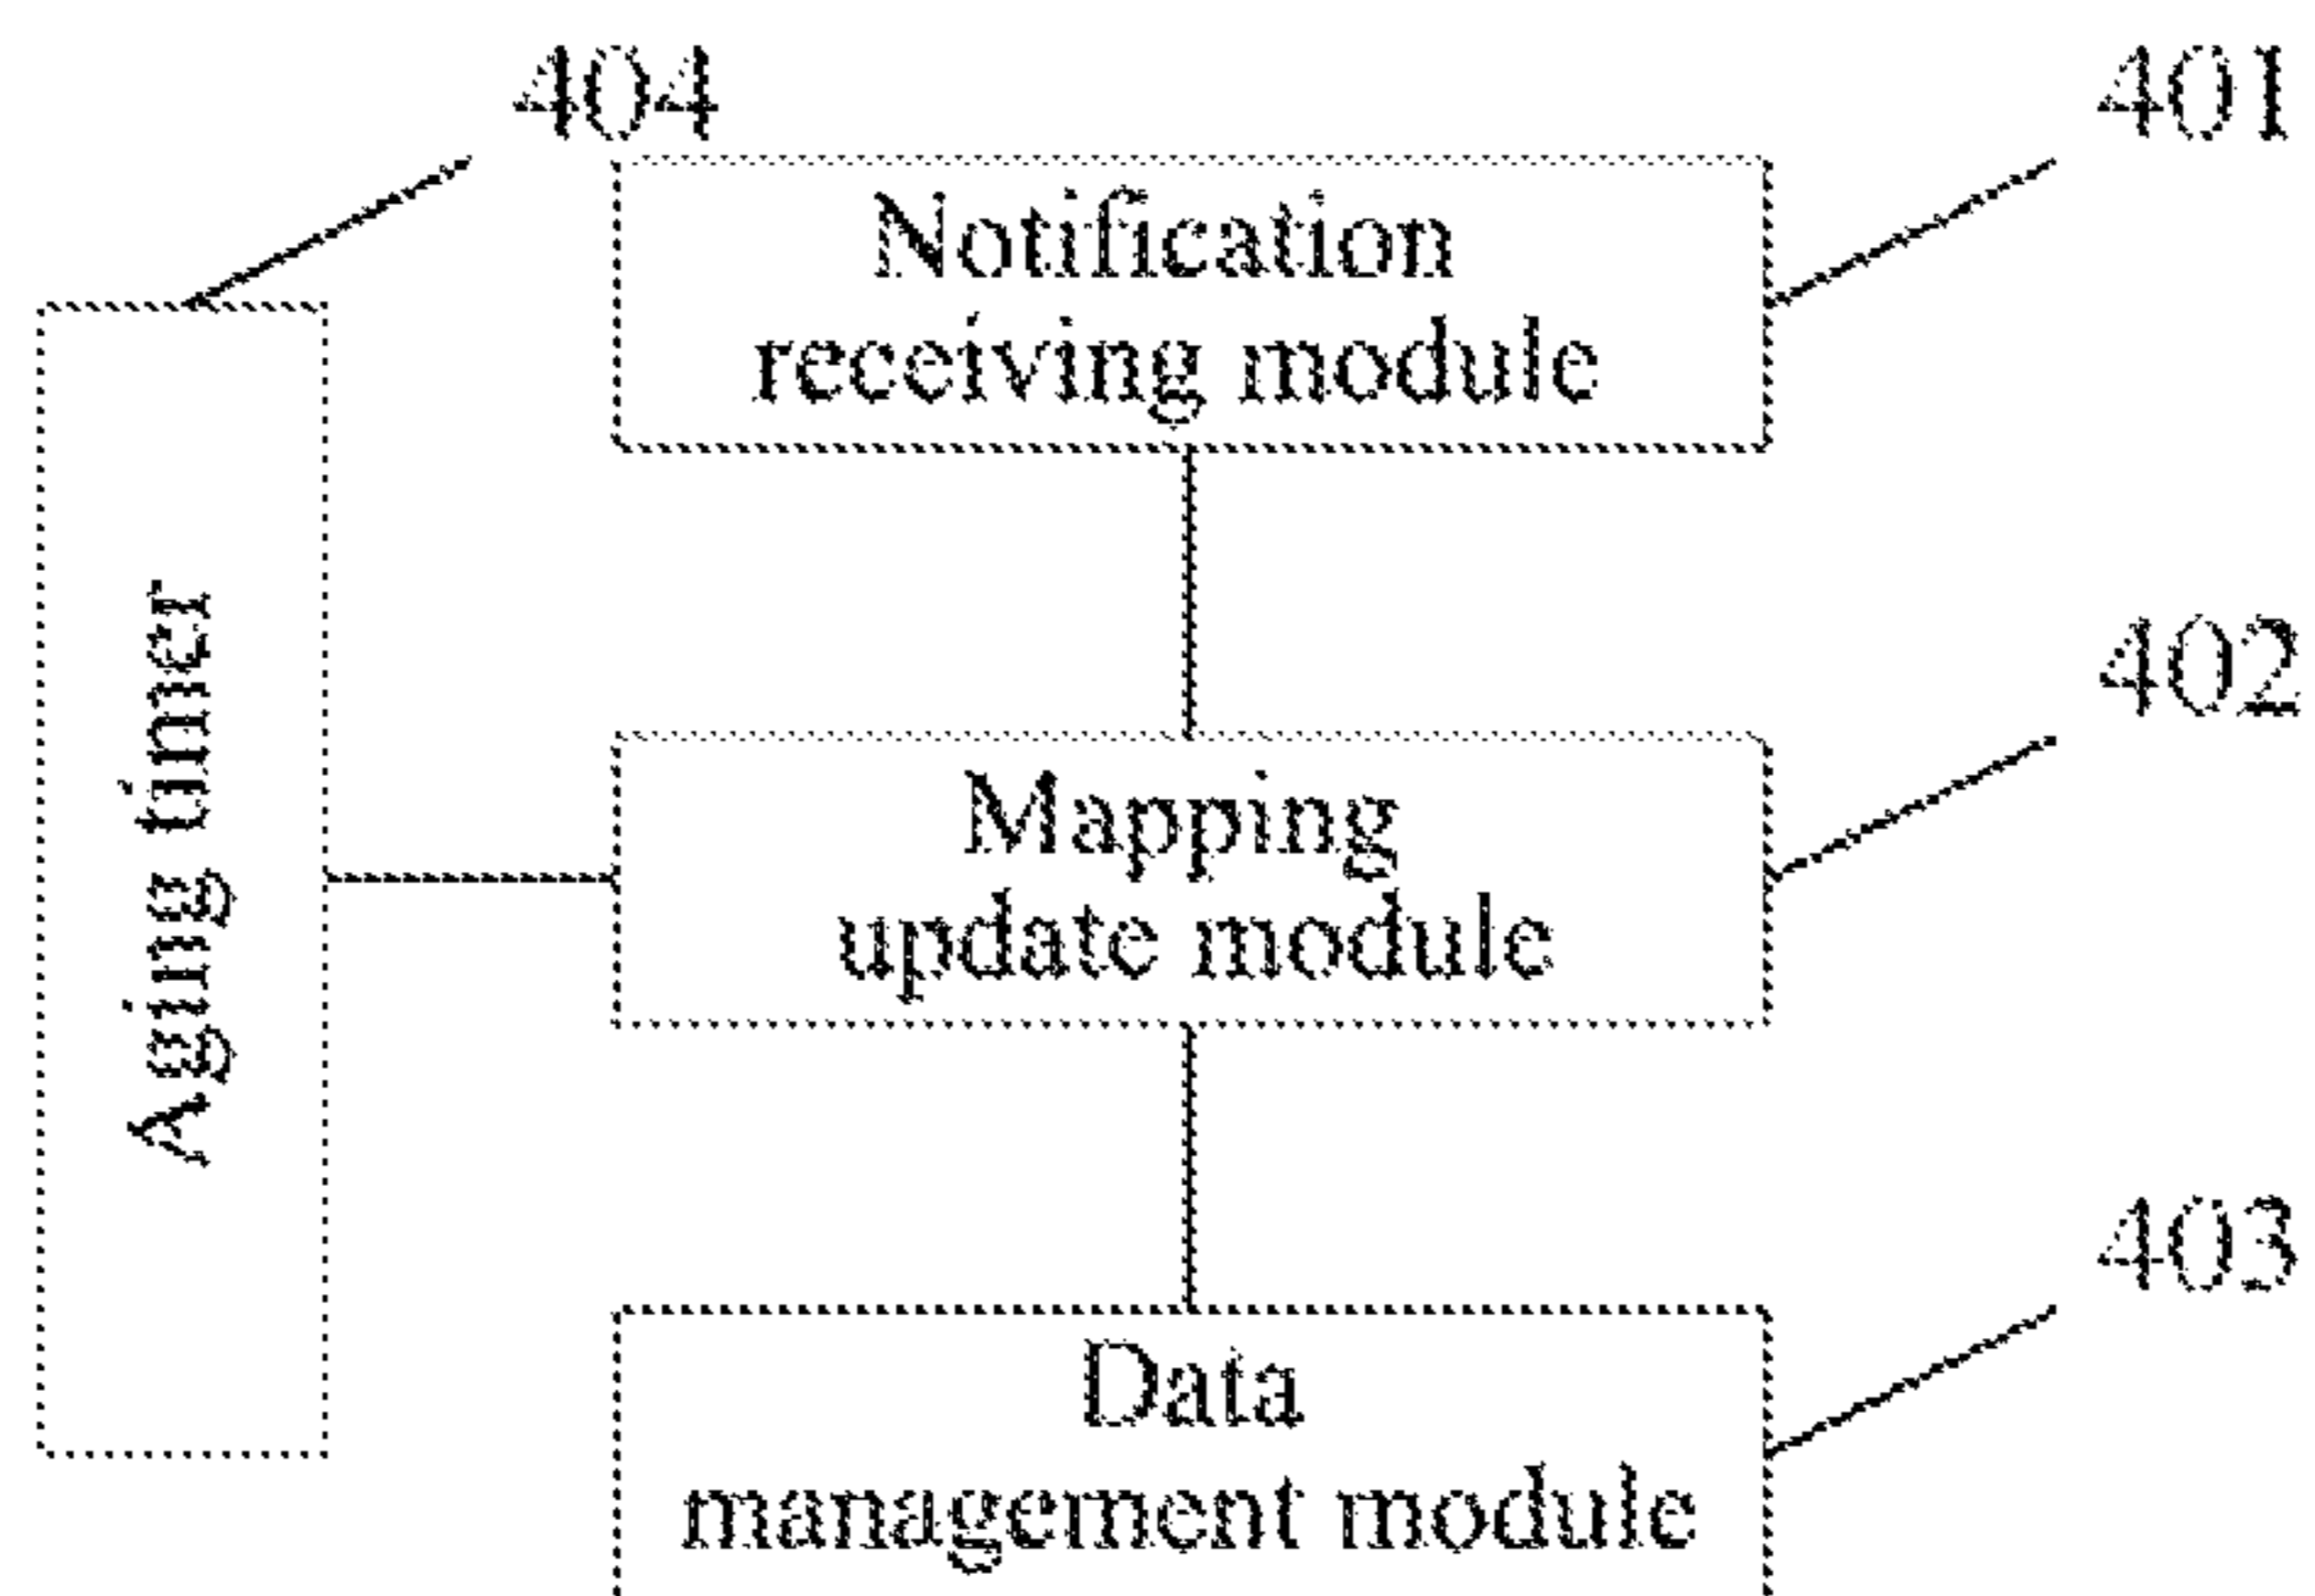 404
401
Notification
receiving module
402
Aging timer
Mapping
update module
403
Data
management module